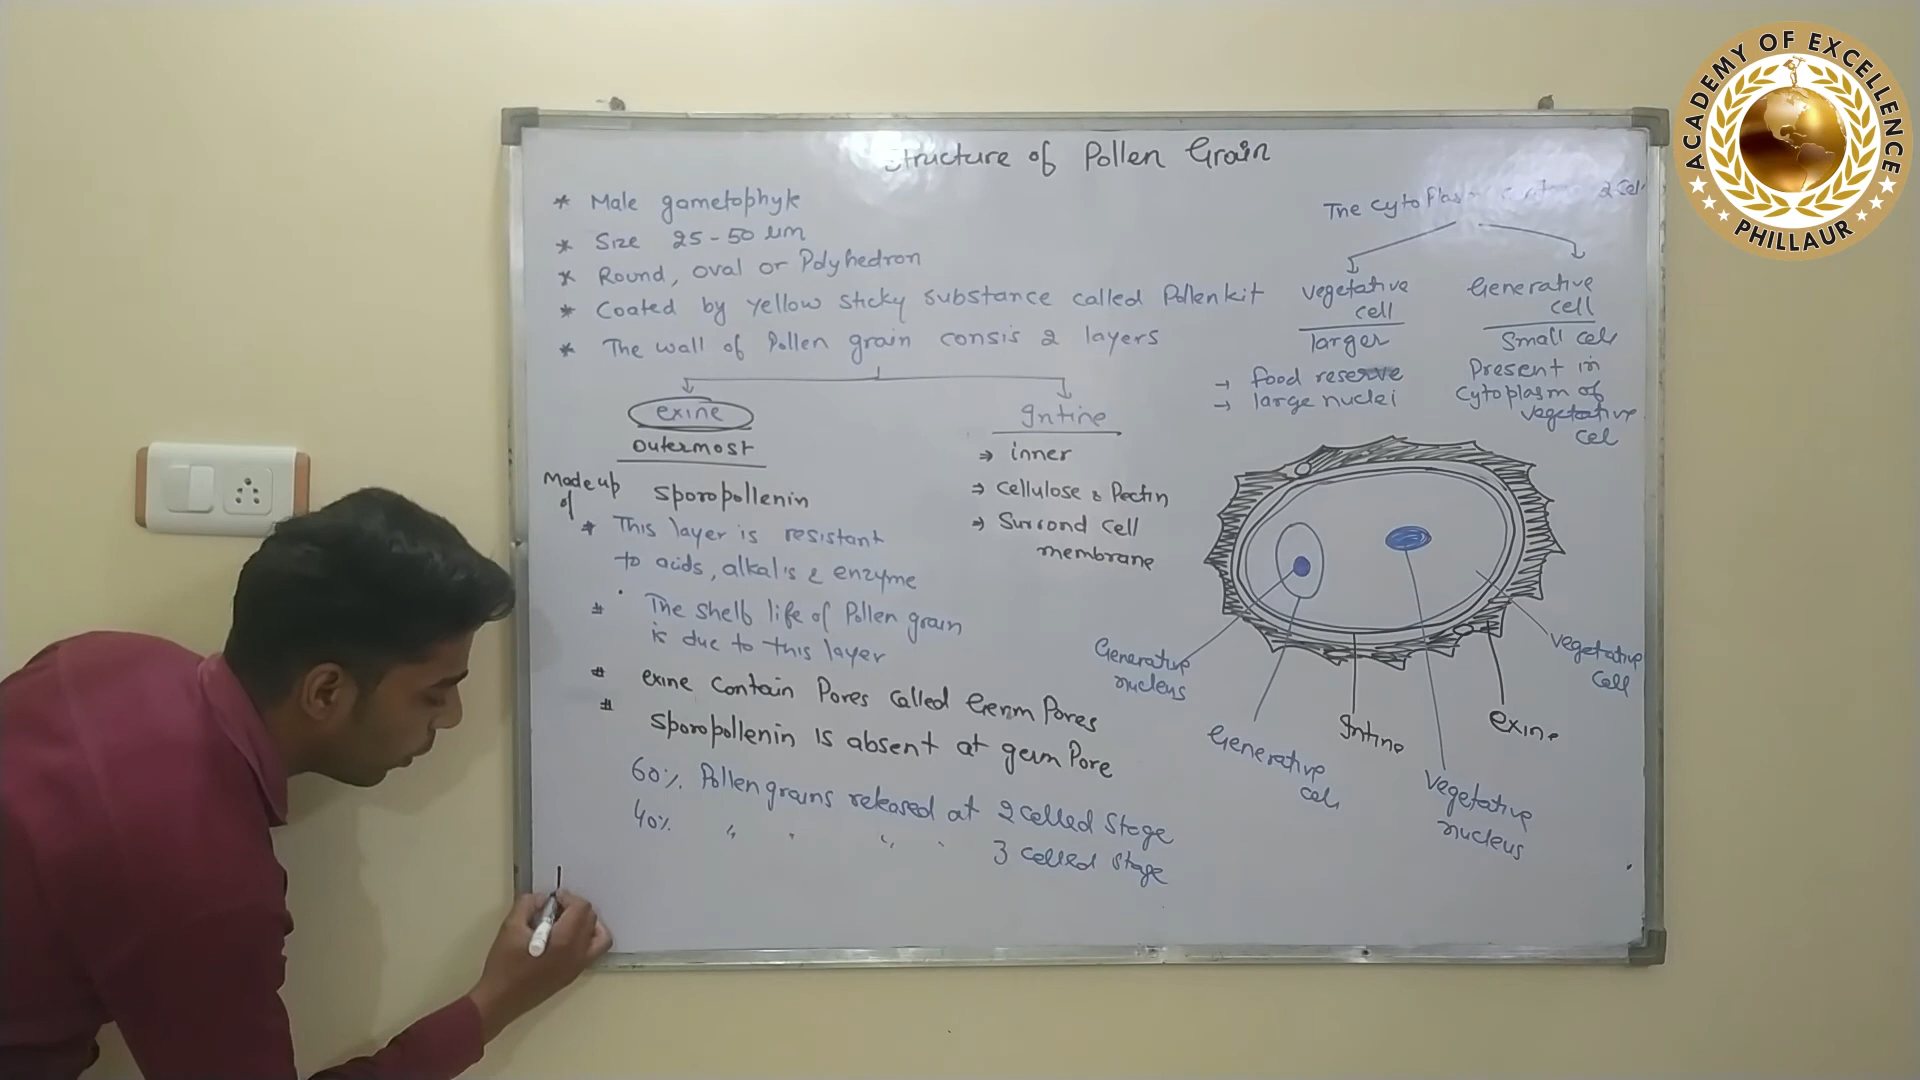 Structure of Pollen Grain
* Male gametophyte
* Size 25-50 um
* Round, oval or Polyhedron
* Coated by Yellow sticky substance called Pollenkit
* The wall of Pollen grain consis 2 layers
exine
outermost
Made up of sporopollenin
* This layer is resistant
to acids, alkal's & enzyme
# The shelf life of Pollen grain
is due to this layer
# exine contain Pores called Germ Pores
# sporopollenin is absent at germ Pore
60% Pollen grains released at 2 celled stage
40% " " " " 3 celled stage
Intine
⇒ inner
⇒ cellulose & Pectin
⇒ Surrond cell
membrane
The cytoplasm 2 cell
vegetative
cell
larger
→ food reserve
→ large nuclei
Generative
cell
Small cell
Present in
cytoplasm of
vegetative
cell
Generative
nucleus
Generative
cell
Intine
vegetative
nucleus
exine
vegetative
cell
ACADEMY OF EXCELLENCE
PHILLAUR